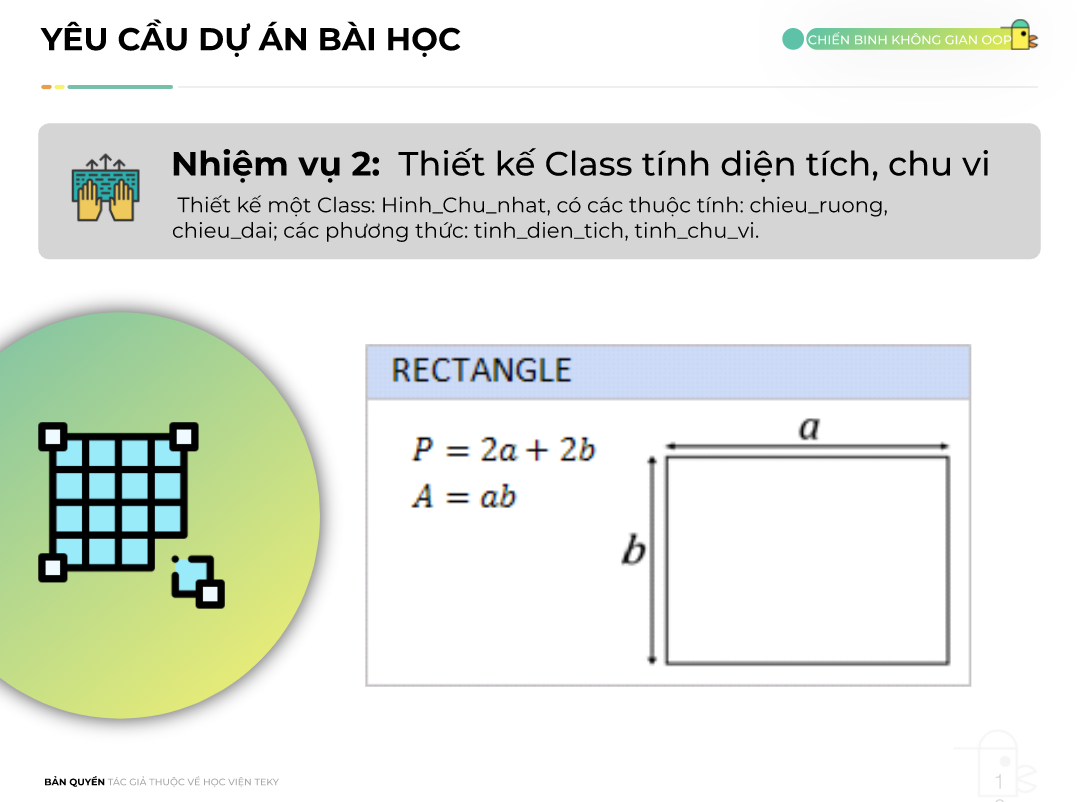 YÊU CẦU DỰ ÁN BÀI HỌC
CHIẾN BINH KHÔNG GIAN OOP
Nhiệm vụ 2: Thiết kế Class tính diện tích, chu vi
Thiết kế một Class: Hinh_Chu_nhat, có các thuộc tính: chieu_ruong,
chieu_dai; các phương thức: tinh_dien_tich, tinh_chu_vi.
RECTANGLE
P = 2a + 2b
A = ab
a
b
BẢN QUYỀN TÁC GIẢ THUỘC VỀ HỌC VIỆN TEKY
1